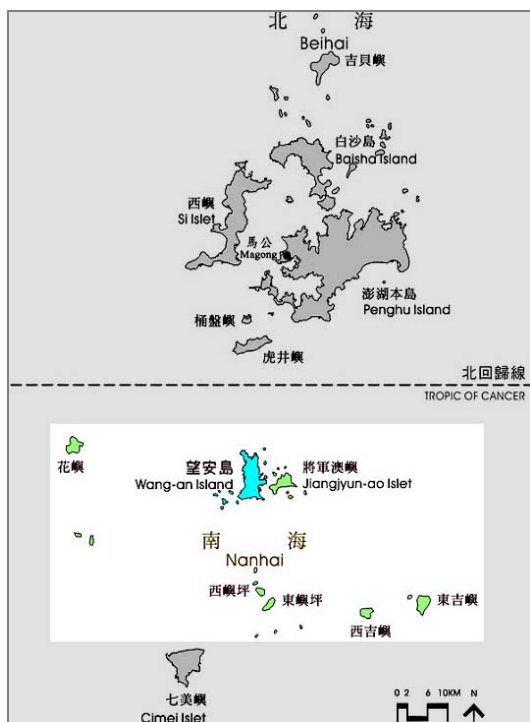 北 海
Beihai
吉貝嶼
白沙島
Baisha Island
西嶼
Si Islet
馬公
Magong
澎湖本島
Penghu Island
桶盤嶼
虎井嶼
北回歸線
TROPIC OF CANCER
花嶼
望安島
Wang-an Island
將軍澳嶼
Jiangjyun-ao Islet
南 海
Nanhai
西嶼坪
東嶼坪
西吉嶼
東吉嶼
七美嶼
Cimei Islet
0 2 6 10KM N